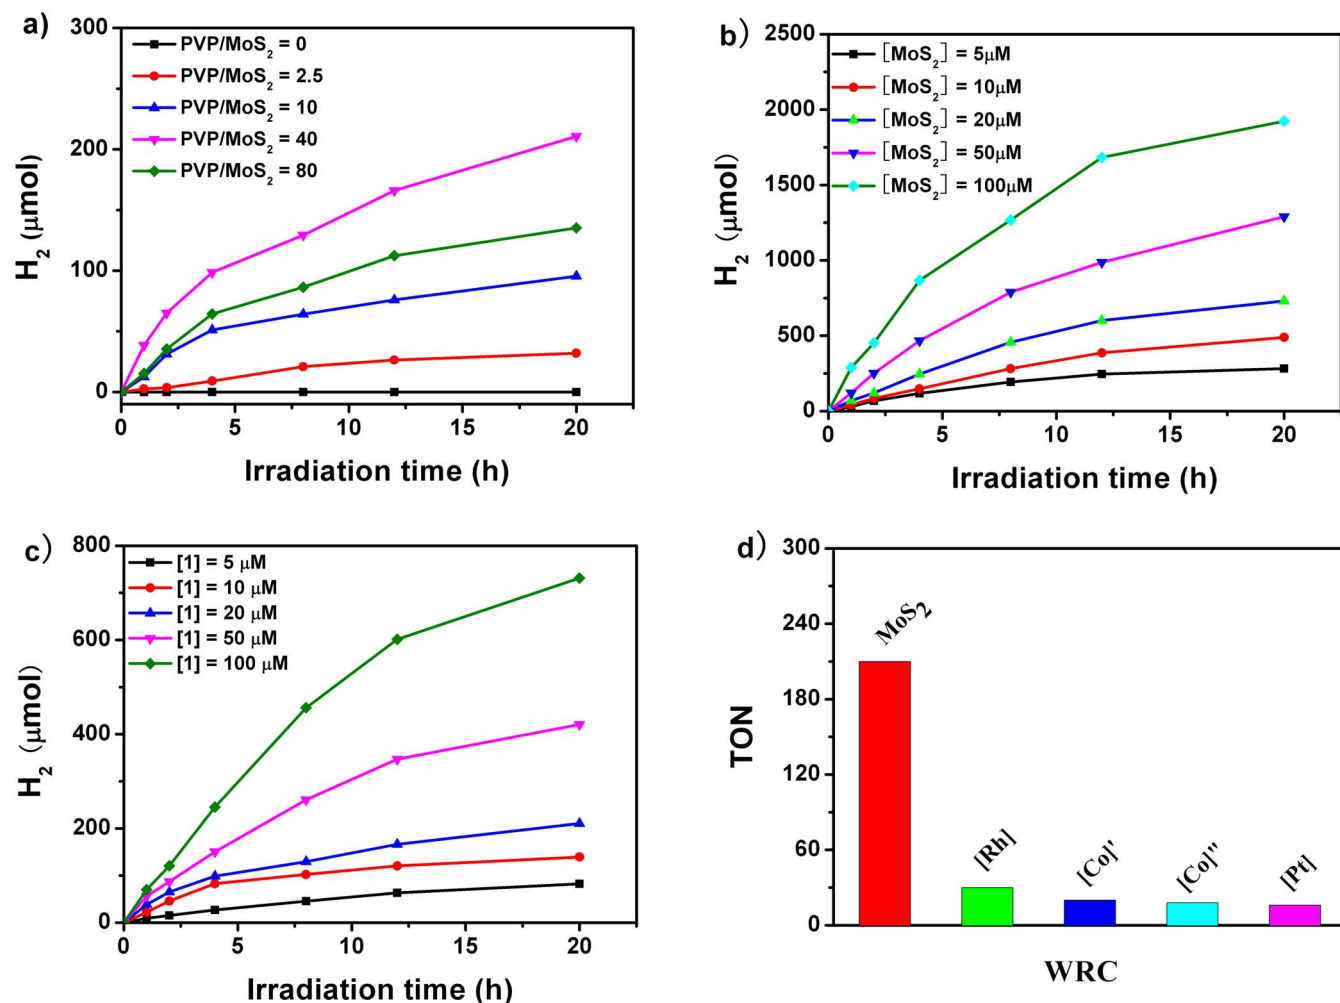 a)
300
200
100
0
H₂ (μmol)
PVP/MoS₂ = 0
PVP/MoS₂ = 2.5
PVP/MoS₂ = 10
PVP/MoS₂ = 40
PVP/MoS₂ = 80
0 5 10 15 20
Irradiation time (h)
b)
2500
2000
1500
1000
500
0
H₂ (μmol)
[MoS₂] = 5μM
[MoS₂] = 10μM
[MoS₂] = 20μM
[MoS₂] = 50μM
[MoS₂] = 100μM
0 5 10 15 20
Irradiation time (h)
c)
800
600
400
200
0
H₂ (μmol)
[1] = 5 μM
[1] = 10 μM
[1] = 20 μM
[1] = 50 μM
[1] = 100 μM
0 5 10 15 20
Irradiation time (h)
d)
300
240
180
120
60
0
TON
MoS₂
[Rh]
[Co]'
[Co]"
[Pt]
WRC